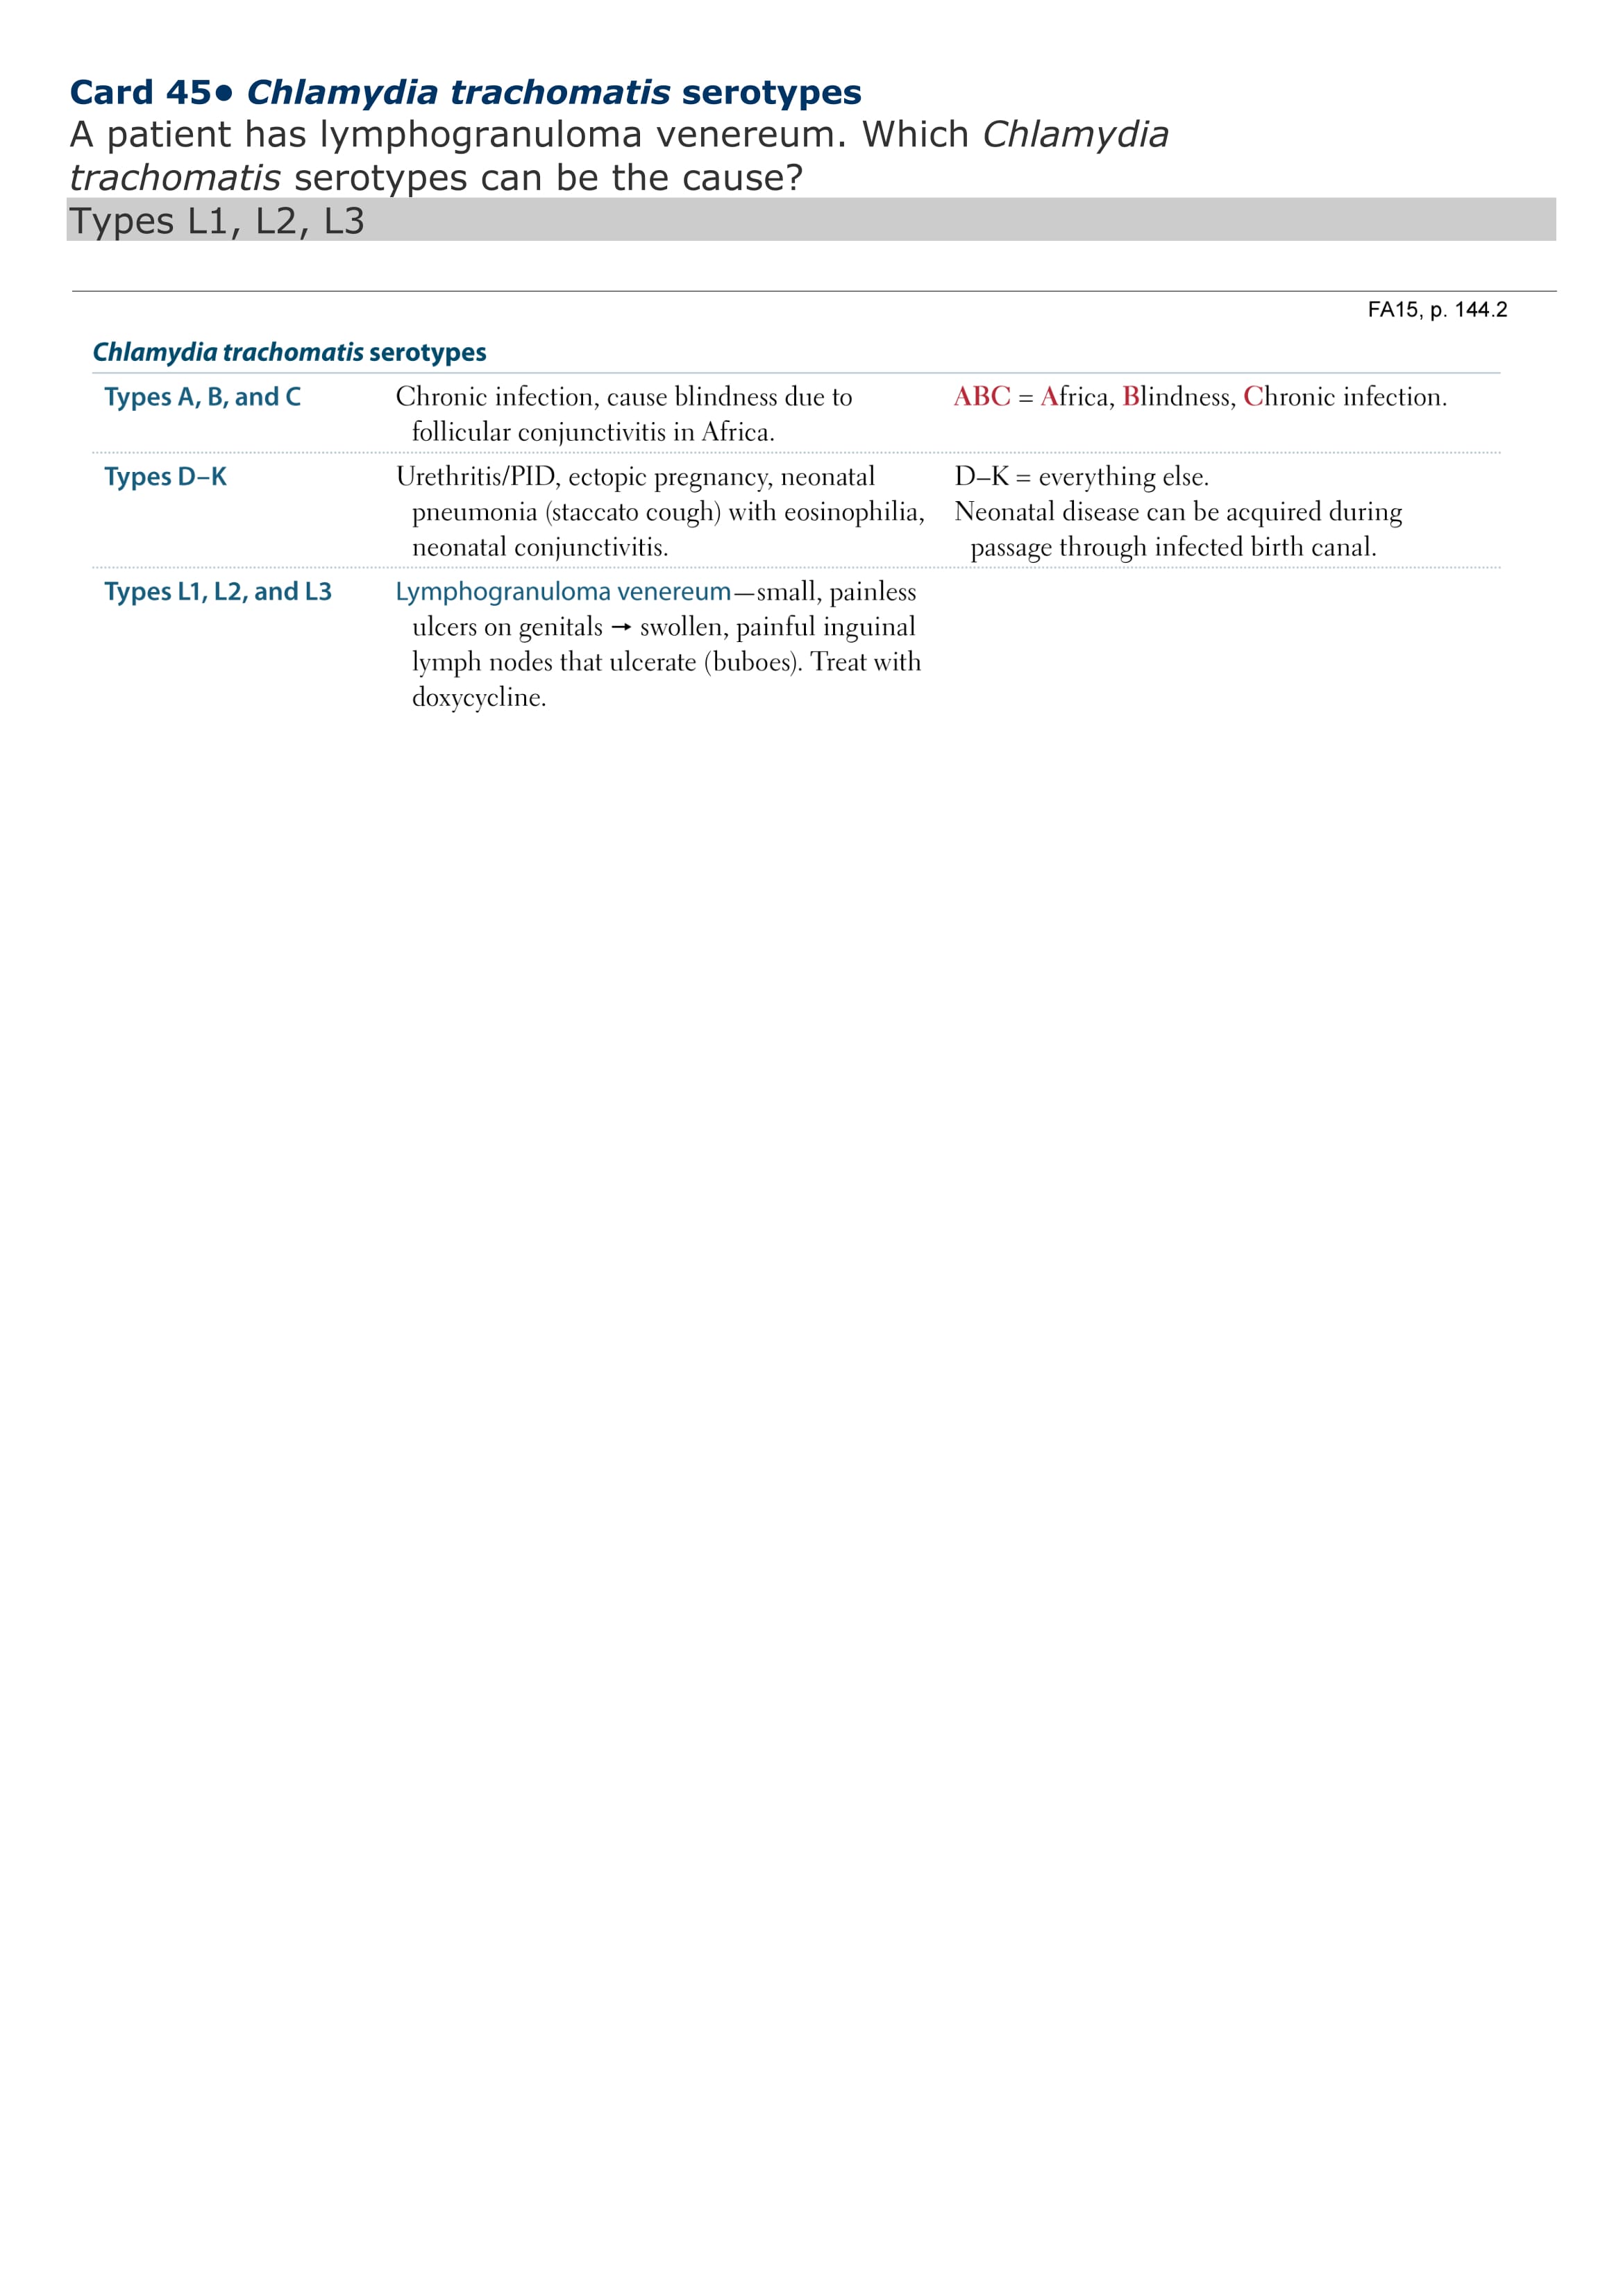 Card 45● Chlamydia trachomatis serotypes
A patient has lymphogranuloma venereum. Which Chlamydia
trachomatis serotypes can be the cause?
Types L1, L2, L3
FA15, p. 144.2
Chlamydia trachomatis serotypes
Types A, B, and C
Chronic infection, cause blindness due to
follicular conjunctivitis in Africa.
ABC = Africa, Blindness, Chronic infection.
Types D–K
Urethritis/PID, ectopic pregnancy, neonatal
pneumonia (staccato cough) with eosinophilia,
neonatal conjunctivitis.
D–K = everything else.
Neonatal disease can be acquired during
passage through infected birth canal.
Types L1, L2, and L3
Lymphogranuloma venereum—small, painless
ulcers on genitals → swollen, painful inguinal
lymph nodes that ulcerate (buboes). Treat with
doxycycline.